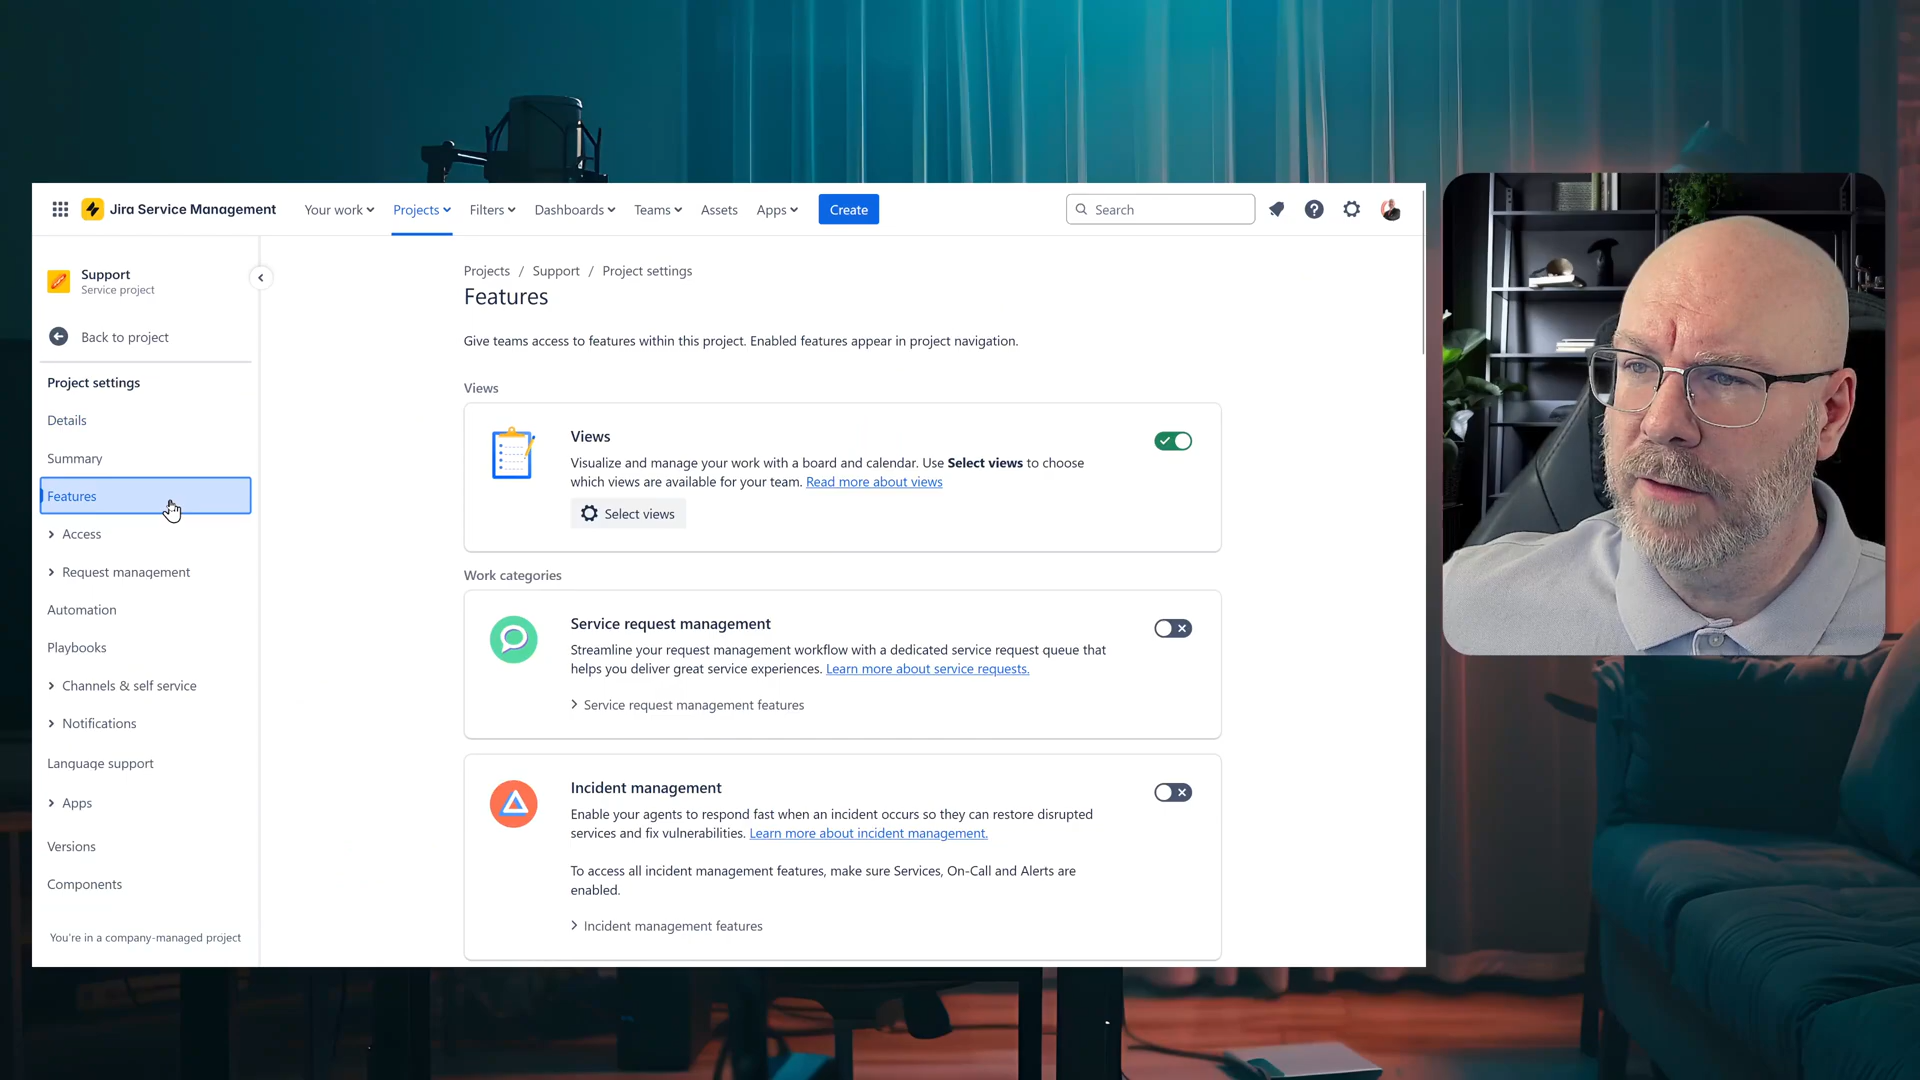 Jira Service Management
Your work
Projects
Filters
Dashboards
Teams
Assets
Apps
Create
Search
Support
Service project
Back to project
Project settings
Details
Summary
Features
Access
Request management
Automation
Playbooks
Channels & self service
Notifications
Language support
Apps
Versions
Components
You're in a company-managed project
Projects / Support / Project settings
Features
Give teams access to features within this project. Enabled features appear in project navigation.
Views
Views
Visualize and manage your work with a board and calendar. Use Select views to choose
which views are available for your team. Read more about views
Select views
Work categories
Service request management
Streamline your request management workflow with a dedicated service request queue that
helps you deliver great service experiences. Learn more about service requests.
Service request management features
Incident management
Enable your agents to respond fast when an incident occurs so they can restore disrupted
services and fix vulnerabilities. Learn more about incident management.
To access all incident management features, make sure Services, On-Call and Alerts are
enabled.
Incident management features